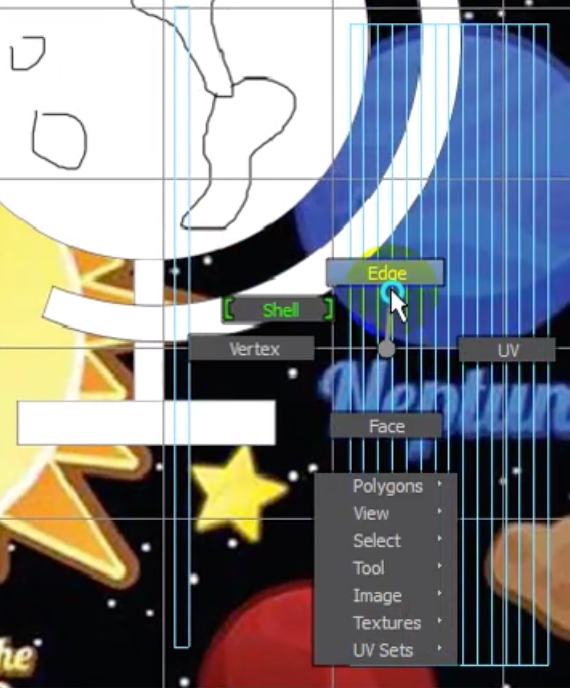 Edge
Shell
Vertex
UV
Face
Neptun
Polygons
View
Select
Tool
Image
Textures
UV Sets
he